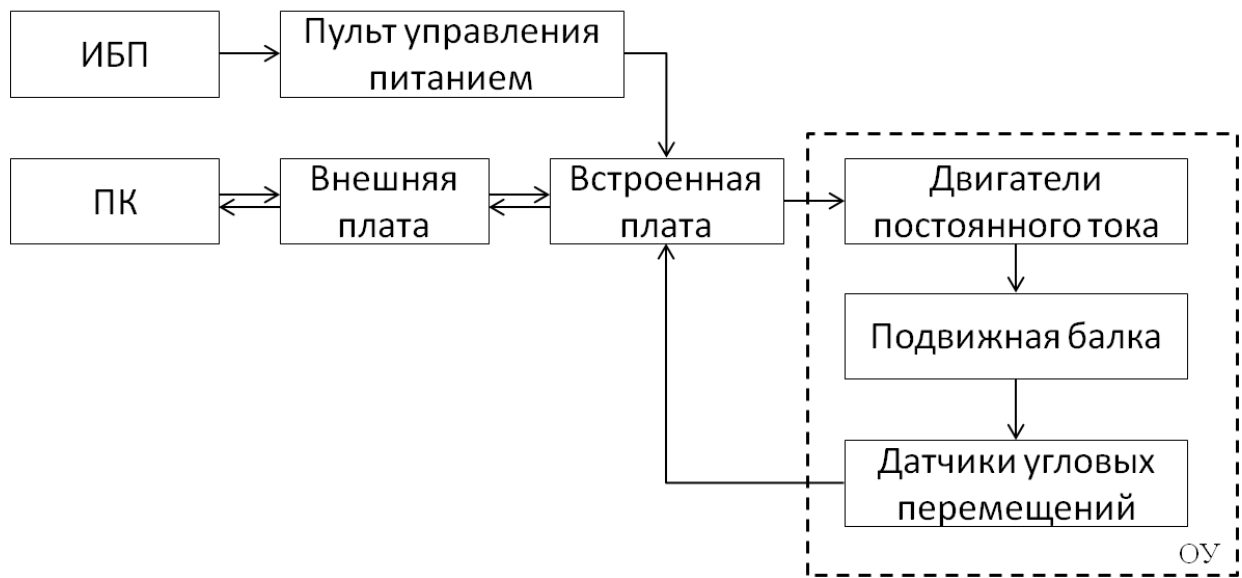 ИБП
Пульт управления
питанием
ПК
Внешняя
плата
Встроенная
плата
Двигатели
постоянного тока
Подвижная балка
Датчики угловых
перемещений
ОУ